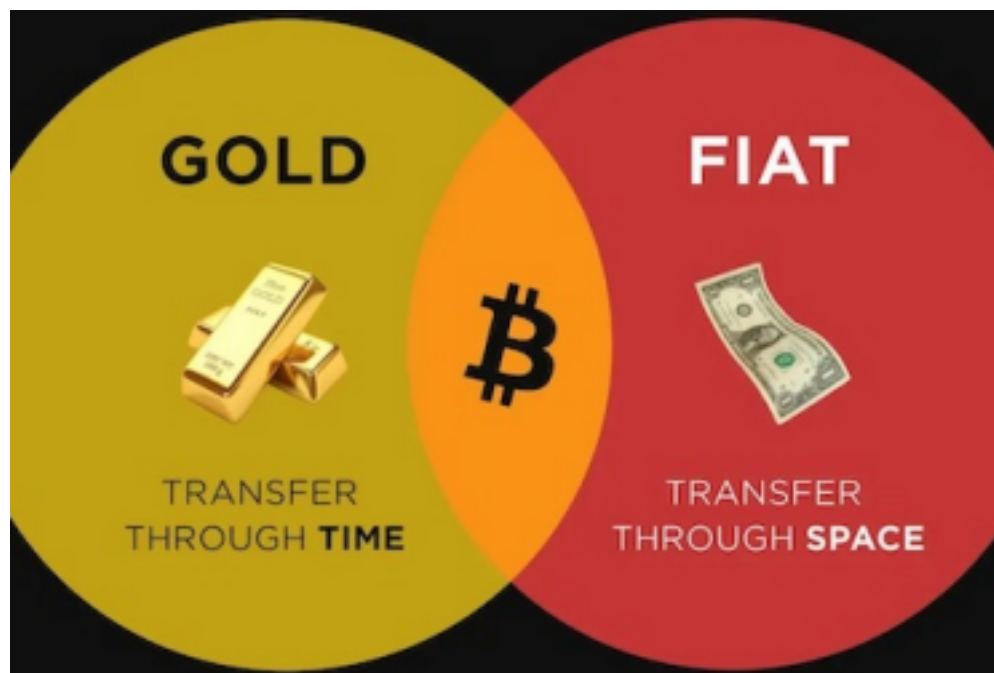 GOLD
TRANSFER
THROUGH TIME
FIAT
TRANSFER
THROUGH SPACE